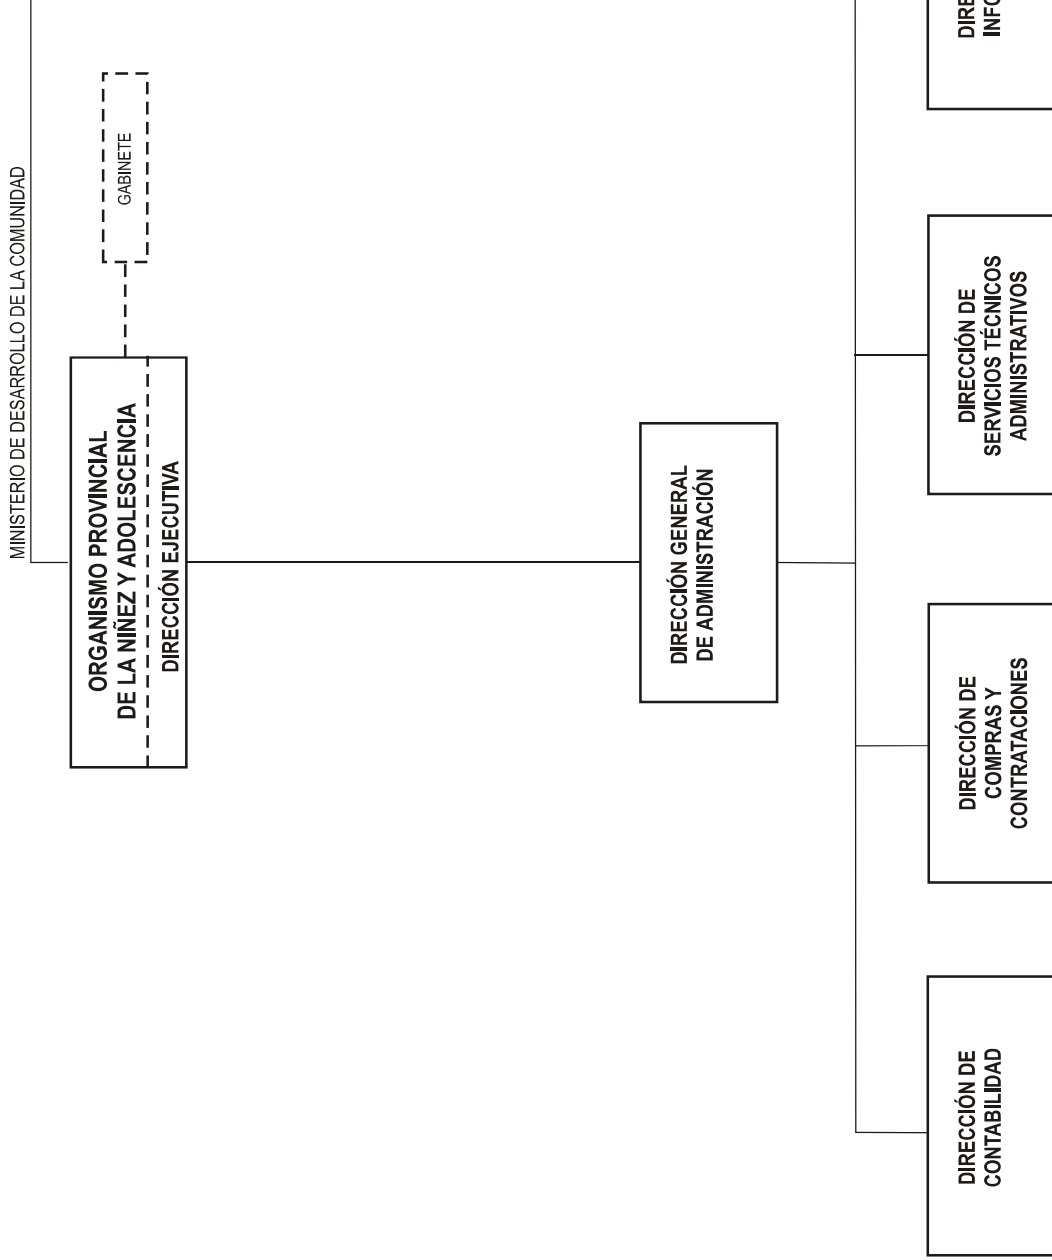 MINISTERIO DE DESARROLLO DE LA COMUNIDAD
ORGANISMO PROVINCIAL
DE LA NIÑEZ Y ADOLESCENCIA
DIRECCIÓN EJECUTIVA
GABINETE
DIRECCIÓN GENERAL
DE ADMINISTRACIÓN
DIRECCIÓN DE
CONTABILIDAD
DIRECCIÓN DE
COMPRAS Y
CONTRATACIONES
DIRECCIÓN DE
SERVICIOS TÉCNICOS
ADMINISTRATIVOS